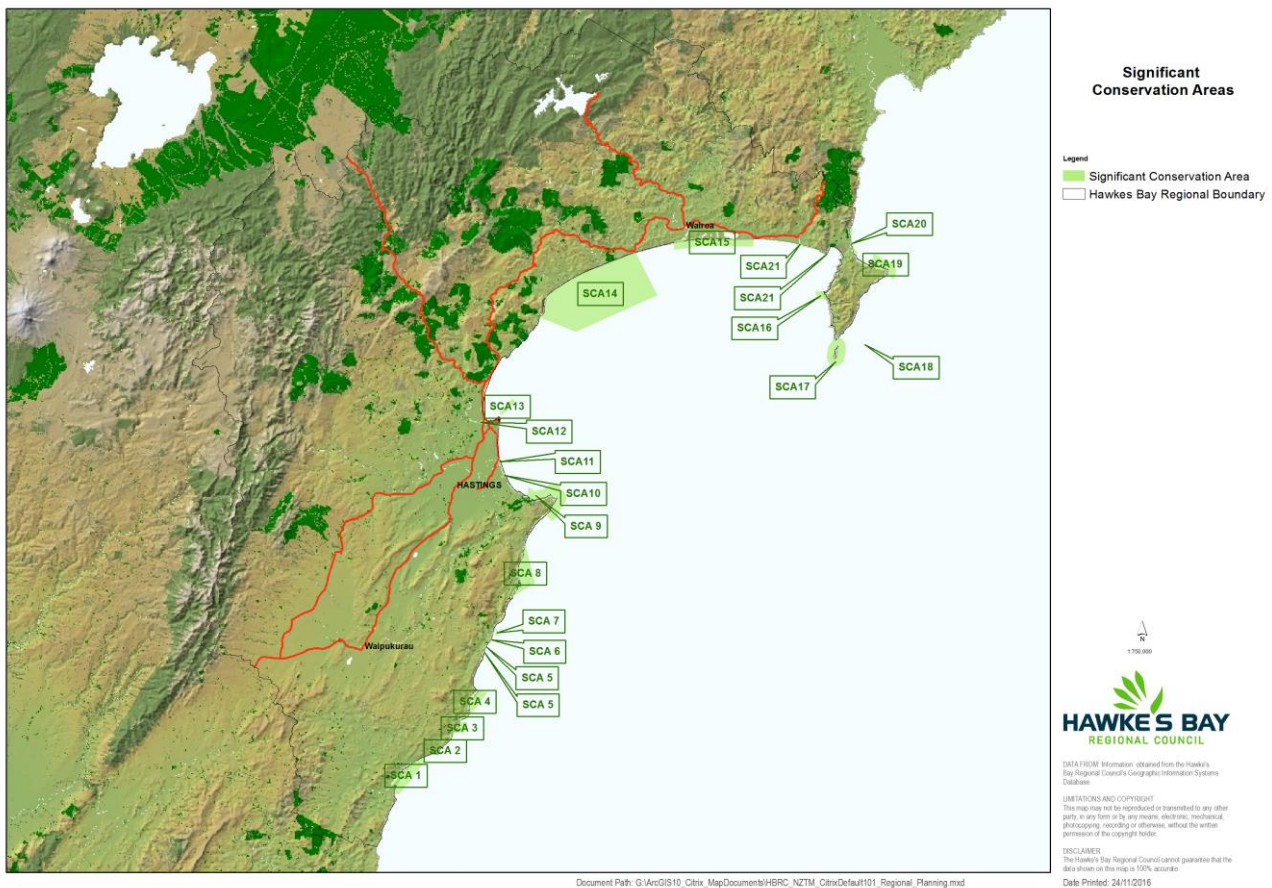 Significant
Conservation Areas
Legend
Significant Conservation Area
Hawkes Bay Regional Boundary
Wairoa
SCA15
SCA20
SCA21
SCA19
SCA14
SCA21
SCA16
SCA18
SCA17
SCA13
SCA12
SCA11
HASTINGS
SCA10
SCA 9
SCA 8
SCA 7
Waipukurau
SCA 6
SCA 5
SCA 5
SCA 4
SCA 3
SCA 2
SCA 1
N
1:750,000
HAWKE'S BAY
REGIONAL COUNCIL
DATA FROM: Information obtained from the Hawke's
Bay Regional Council's Geographic Information Systems
Database
LIMITATIONS AND COPYRIGHT
This map may not be reproduced or transmitted to any other
party, in any form or by any means, electronic, mechanical,
photocopying, recording or otherwise, without the written
permission of the copyright holder.
DISCLAIMER
The Hawke's Bay Regional Council cannot guarantee that the
data shown on this map is 100% accurate.
Date Printed: 24/11/2016
Document Path: G:\ArcGIS10_Citrix_MapDocuments\HBRC_NZTM_CitrixDefault101_Regional_Planning.mxd